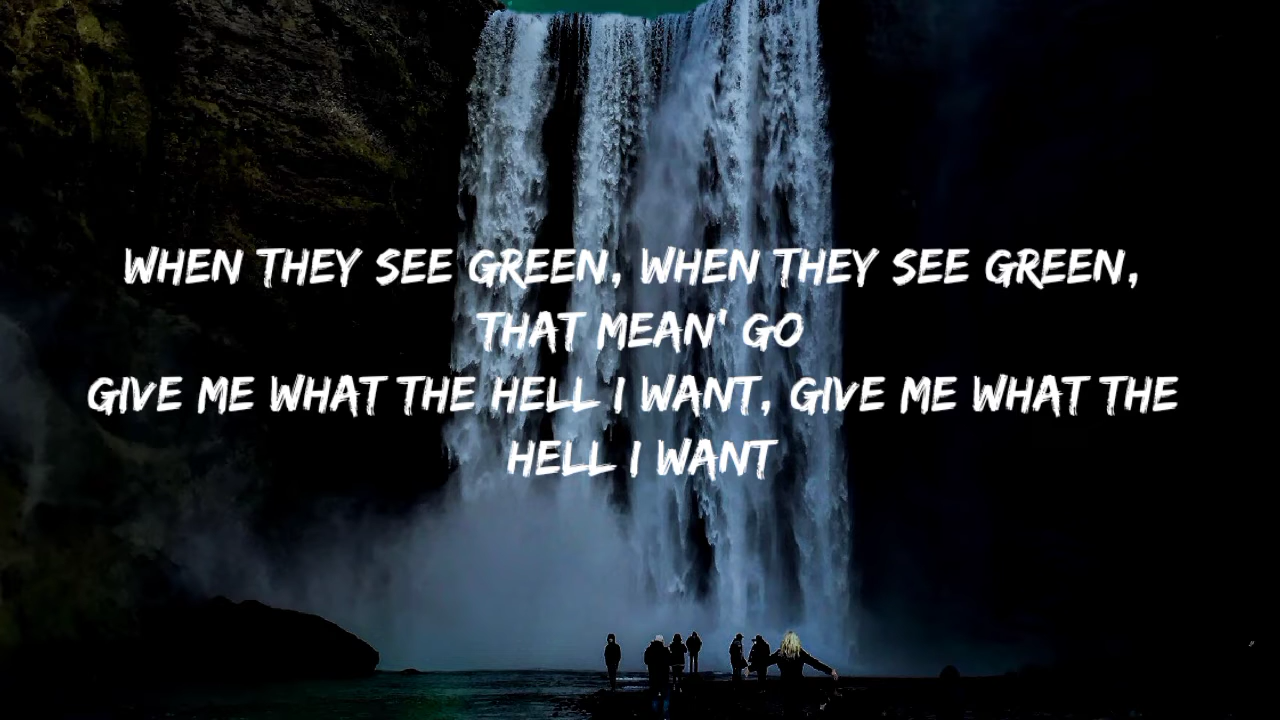 WHEN THEY SEE GREEN, WHEN THEY SEE GREEN,
THAT MEAN' GO
GIVE ME WHAT THE HELL I WANT, GIVE ME WHAT THE
HELL I WANT